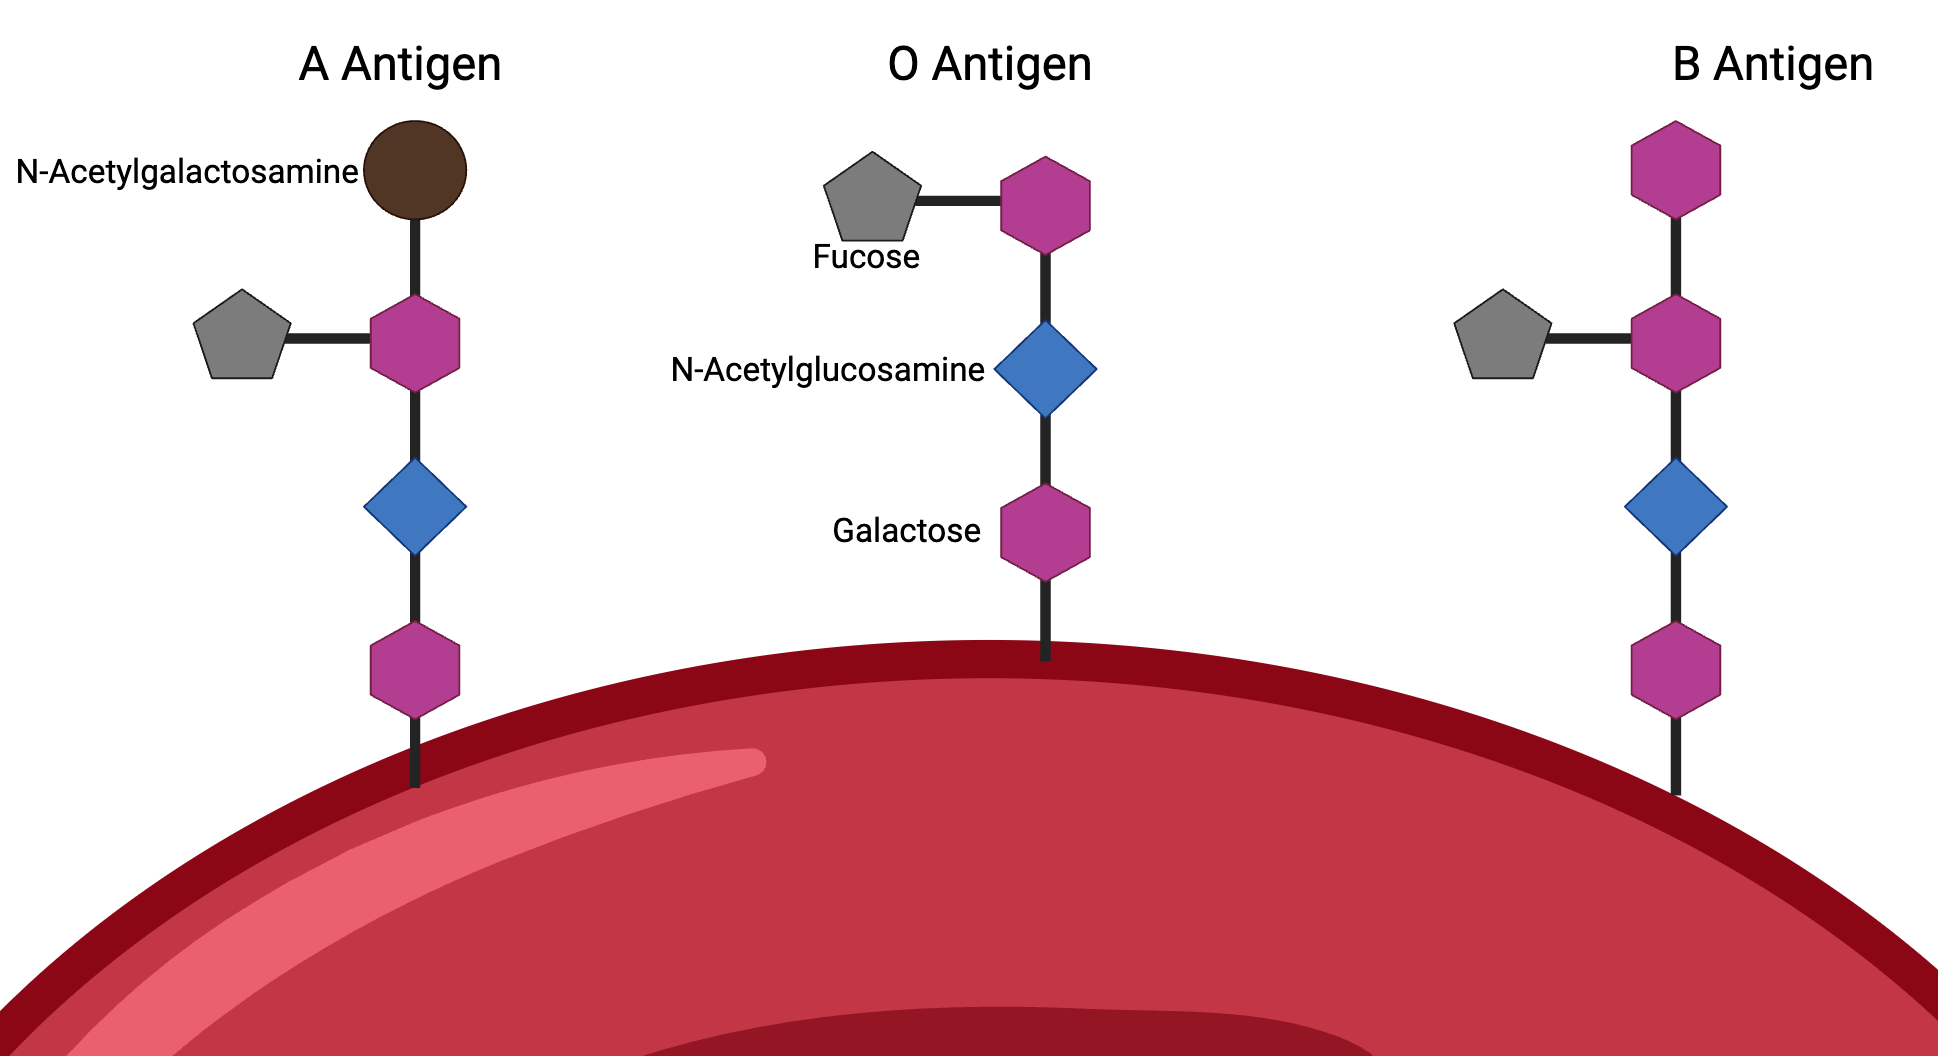 A Antigen
O Antigen
B Antigen
N-Acetylgalactosamine
Fucose
N-Acetylglucosamine
Galactose